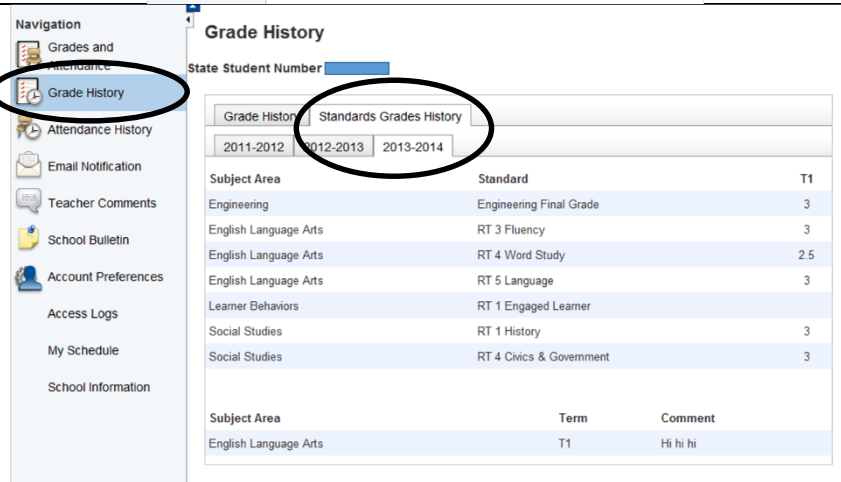 Navigation
Grades and
Attendance
Grade History
Attendance History
Email Notification
Teacher Comments
School Bulletin
Account Preferences
Access Logs
My Schedule
School Information
Grade History
State Student Number
Grade History Standards Grades History
2011-2012 2012-2013 2013-2014
Subject Area Standard T1
Engineering Engineering Final Grade 3
English Language Arts RT 3 Fluency 3
English Language Arts RT 4 Word Study 2.5
English Language Arts RT 5 Language 3
Learner Behaviors RT 1 Engaged Learner
Social Studies RT 1 History 3
Social Studies RT 4 Civics & Government 3
Subject Area Term Comment
English Language Arts T1 Hi hi hi